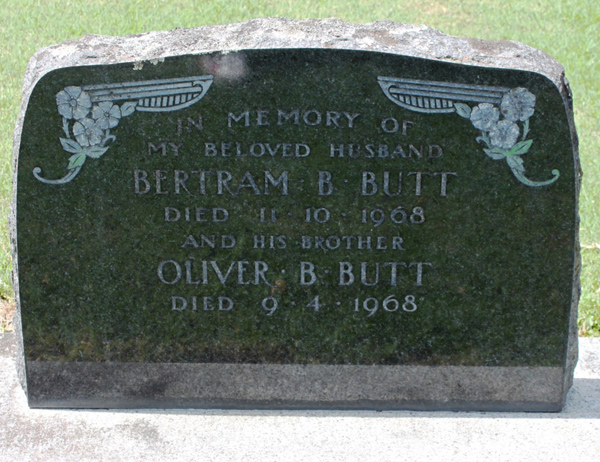 IN MEMORY OF
MY BELOVED HUSBAND
BERTRAM · B · BUTT
DIED · 11 · 10 · 1968
AND HIS BROTHER
OLIVER · B · BUTT
DIED · 9 · 4 · 1968